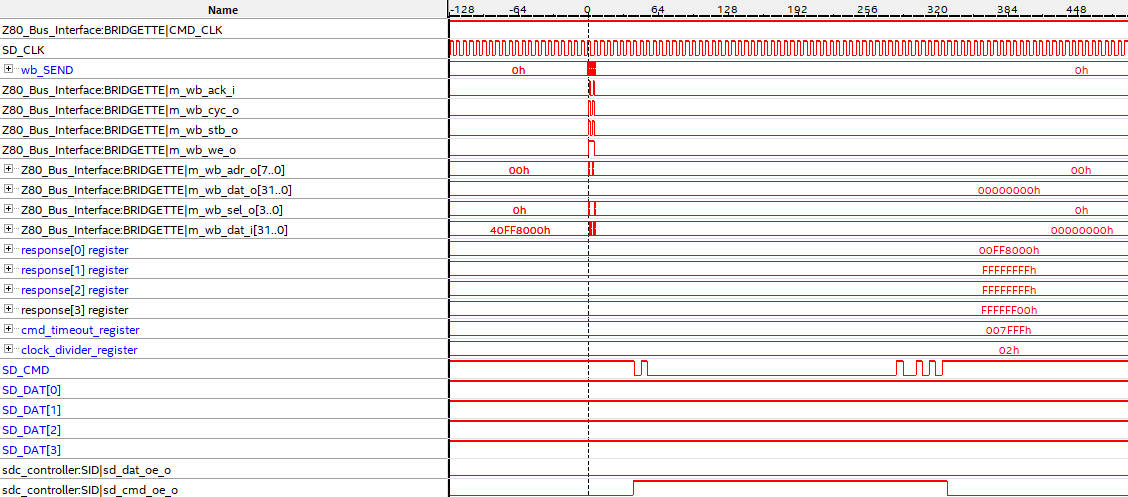 Name -128 -64 0 64 128 192 256 320 384 448
Z80_Bus_Interface:BRIDGETTE|CMD_CLK
SD_CLK
wb_SEND 0h 0h
Z80_Bus_Interface:BRIDGETTE|m_wb_ack_i
Z80_Bus_Interface:BRIDGETTE|m_wb_cyc_o
Z80_Bus_Interface:BRIDGETTE|m_wb_stb_o
Z80_Bus_Interface:BRIDGETTE|m_wb_we_o
Z80_Bus_Interface:BRIDGETTE|m_wb_adr_o[7..0] 00h 00h
Z80_Bus_Interface:BRIDGETTE|m_wb_dat_o[31..0] 00000000h
Z80_Bus_Interface:BRIDGETTE|m_wb_sel_o[3..0] 0h 0h
Z80_Bus_Interface:BRIDGETTE|m_wb_dat_i[31..0] 40FF8000h 00000000h
response[0] register 00FF8000h
response[1] register FFFFFFFFh
response[2] register FFFFFFFFh
response[3] register FFFFFF00h
cmd_timeout_register 007FFFh
clock_divider_register 02h
SD_CMD
SD_DAT[0]
SD_DAT[1]
SD_DAT[2]
SD_DAT[3]
sdc_controller:SID|sd_dat_oe_o
sdc_controller:SID|sd_cmd_oe_o